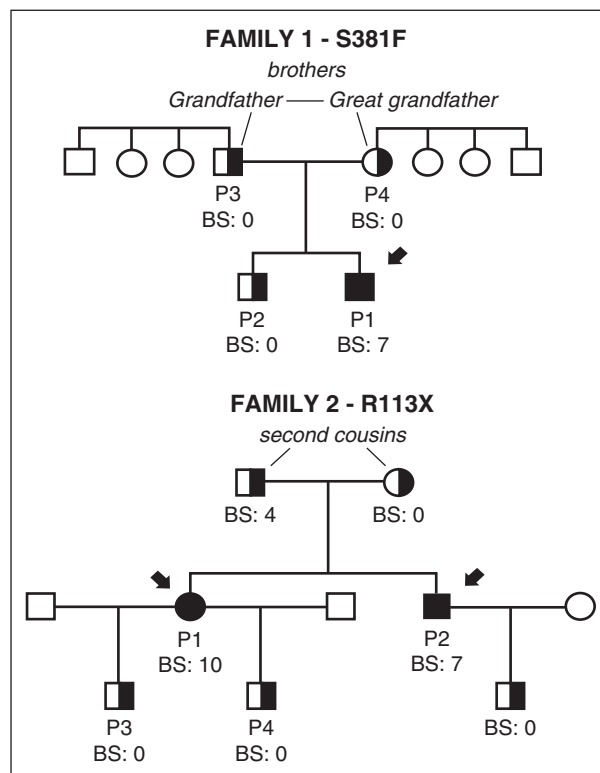 FAMILY 1 - S381F
brothers
Grandfather Great grandfather
P3 P4
BS: 0 BS: 0
P2 P1
BS: 0 BS: 7
FAMILY 2 - R113X
second cousins
BS: 4 BS: 0
P1 P2
BS: 10 BS: 7
P3 P4 BS: 0
BS: 0 BS: 0